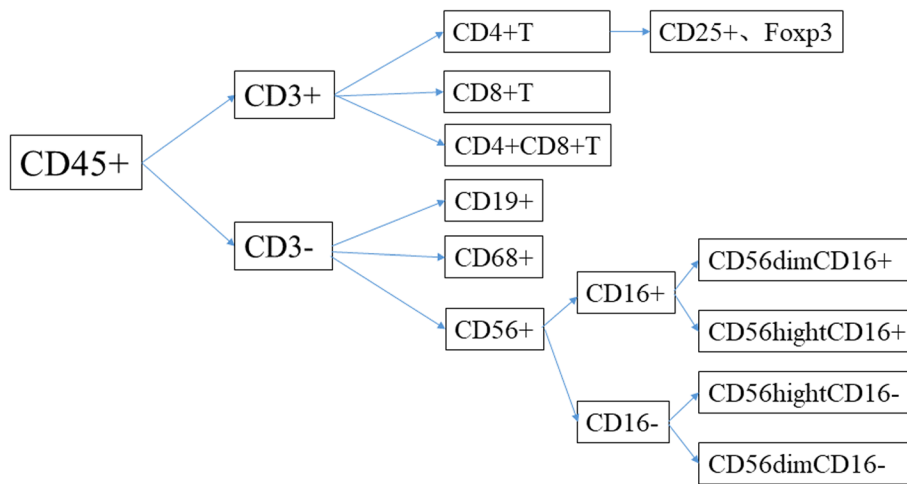 CD45+
CD3+
CD4+T
CD25+、Foxp3
CD8+T
CD4+CD8+T
CD3-
CD19+
CD68+
CD56+
CD16+
CD56dimCD16+
CD56hightCD16+
CD16-
CD56hightCD16-
CD56dimCD16-